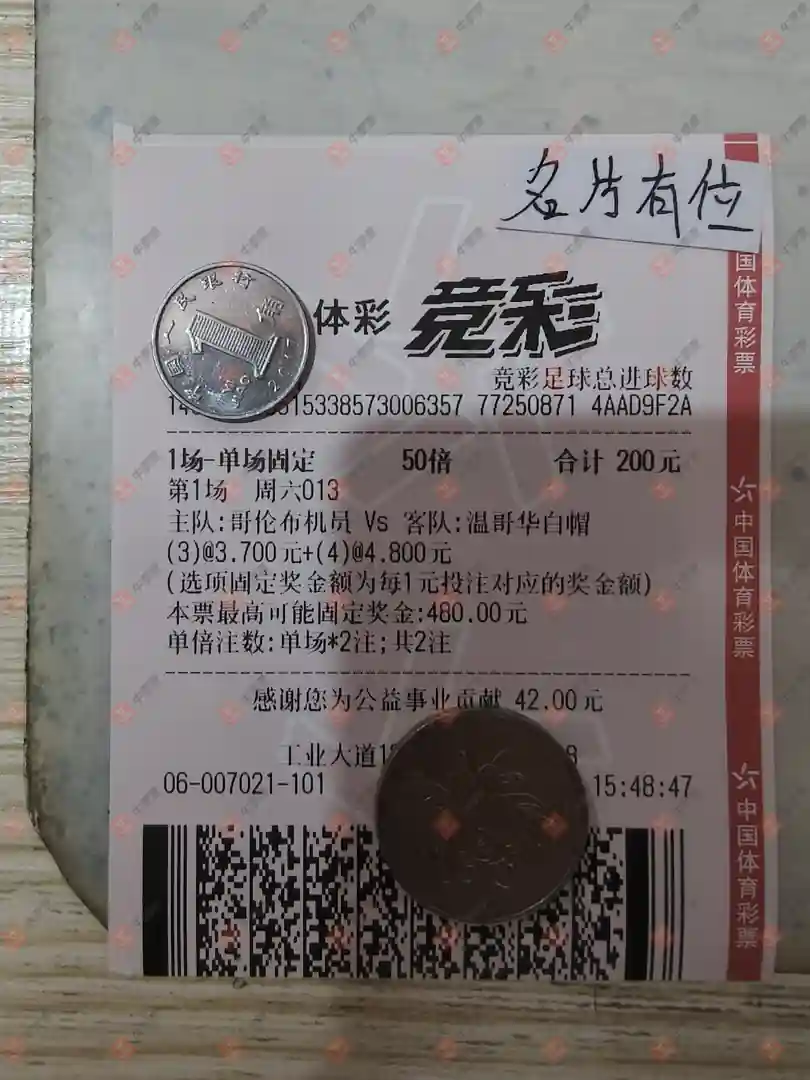 名片有位
体彩 竞彩
竞彩足球总进球数
15338573006357 77250871 4AAD9F2A
1场-单场固定 50倍 合计 200元
第1场 周六013
主队:哥伦布机员 Vs 客队:温哥华白帽
(3)@3.700元+(4)@4.800元
(选项固定奖金额为每1元投注对应的奖金额)
本票最高可能固定奖金:480.00元
单倍注数:单场*2注;共2注
感谢您为公益事业贡献 42.00元
工业大道1
06-007021-101 15:48:47
国体育彩票
中国体育彩票
中国体育彩票